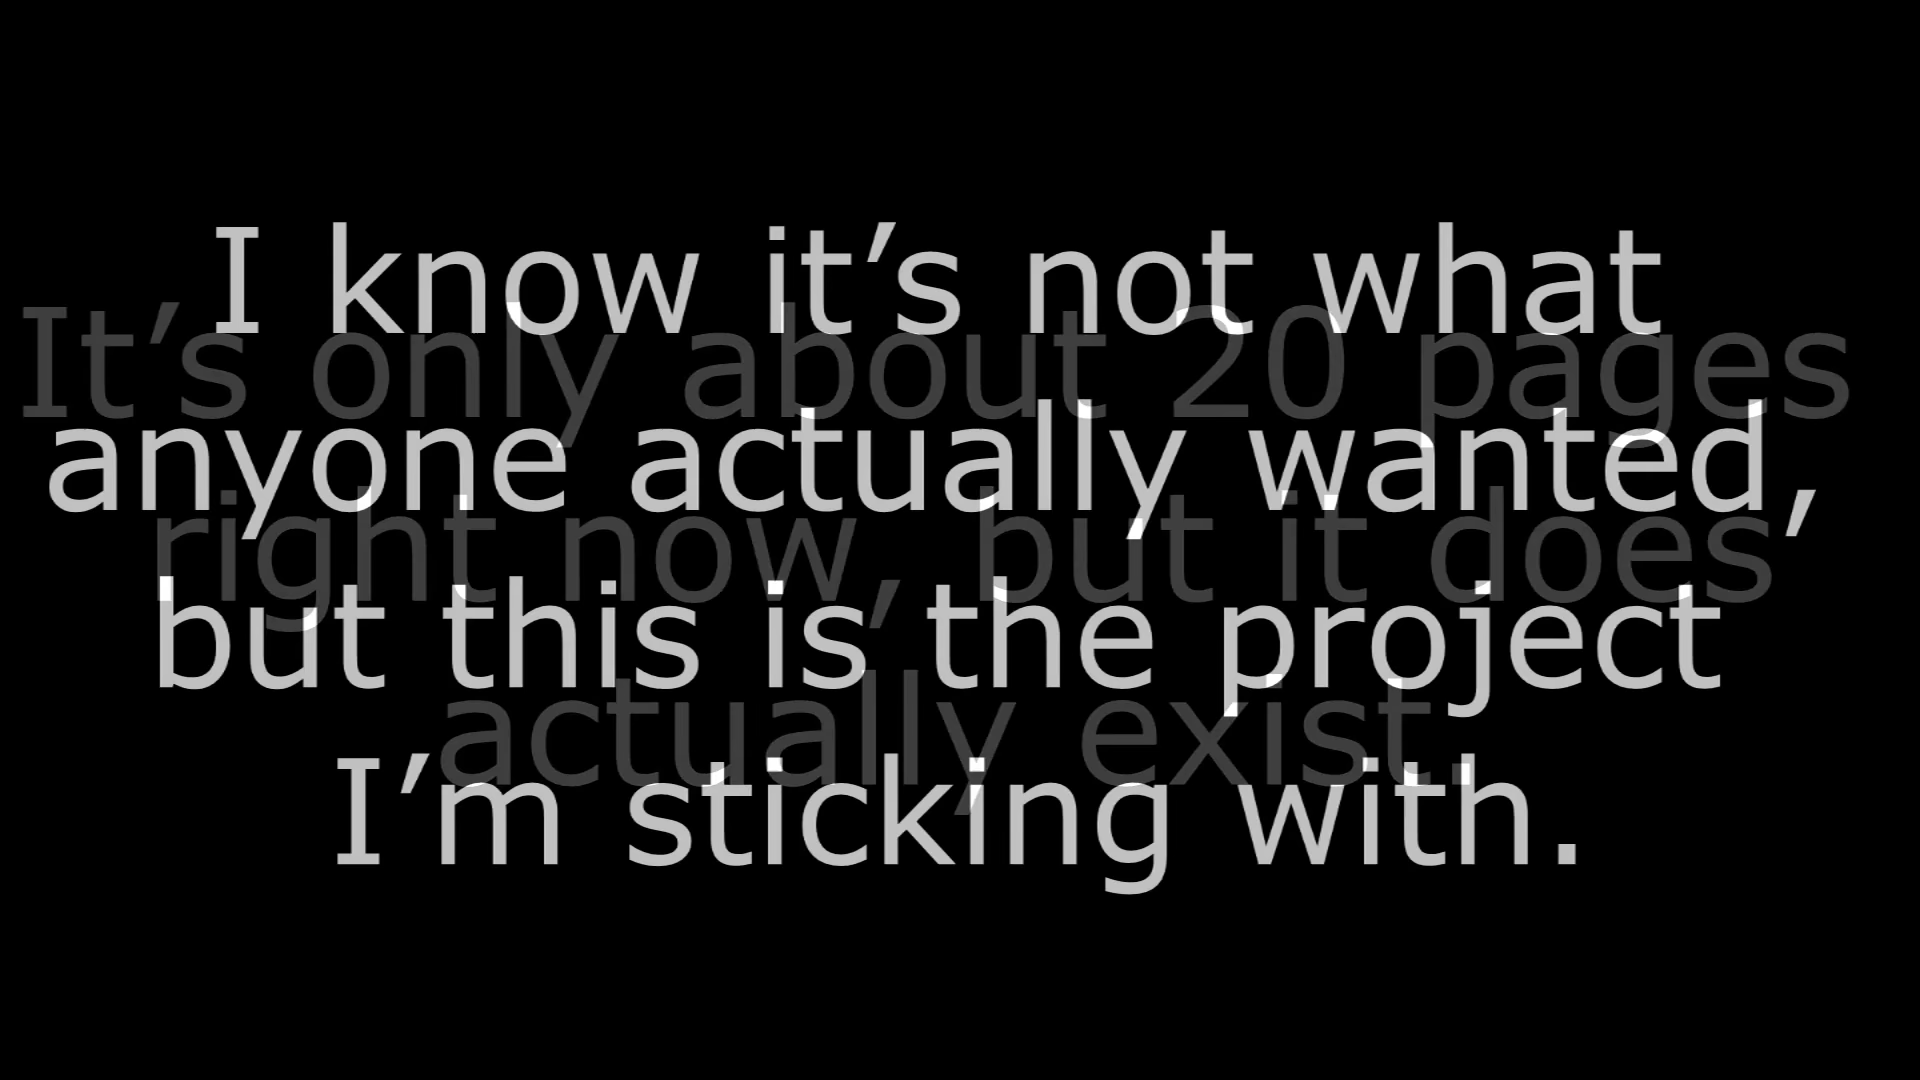 I know it’s not what
anyone actually wanted,
but this is the project
I’m sticking with.
It’s only about 20 pages
right now, but it does
actually exist.